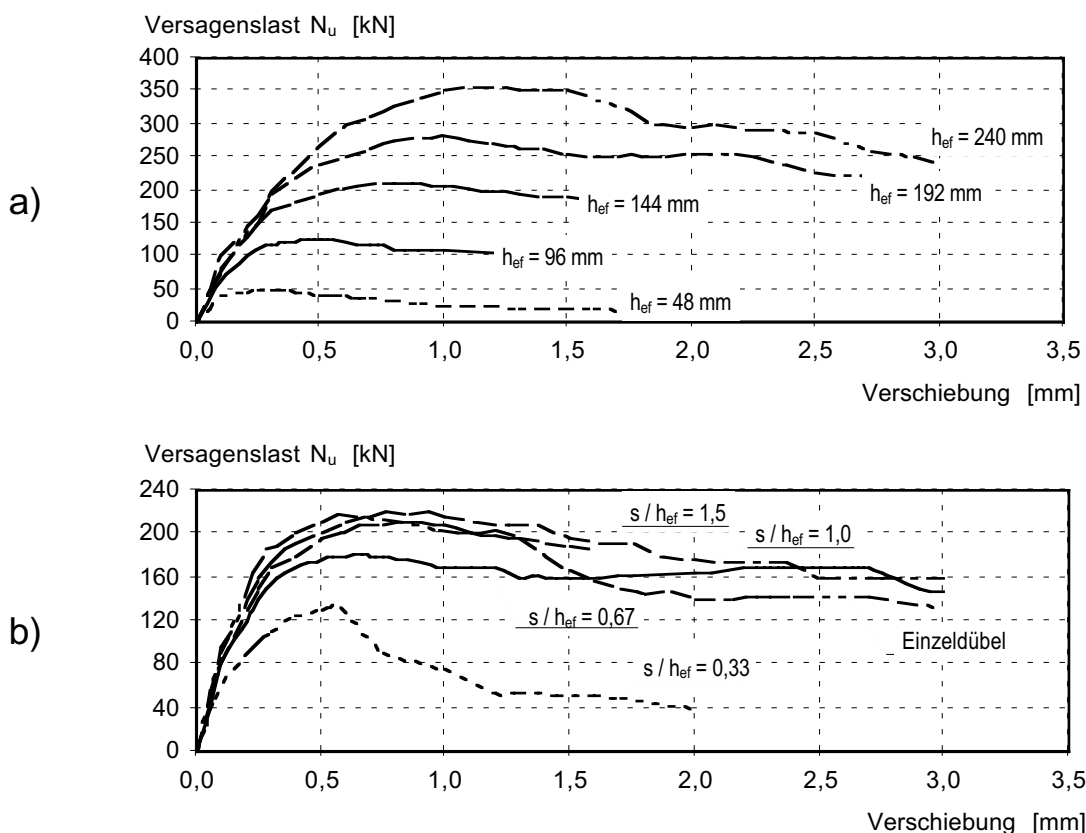 Versagenslast Nu [kN]
400
350
300
250
200
150
100
50
0
a)
hef = 240 mm
hef = 192 mm
hef = 144 mm
hef = 96 mm
hef = 48 mm
0,0 0,5 1,0 1,5 2,0 2,5 3,0 3,5
Verschiebung [mm]
Versagenslast Nu [kN]
240
200
160
120
80
40
0
b)
s / hef = 1,5
s / hef = 1,0
s / hef = 0,67
Einzeldübel
s / hef = 0,33
0,0 0,5 1,0 1,5 2,0 2,5 3,0 3,5
Verschiebung [mm]